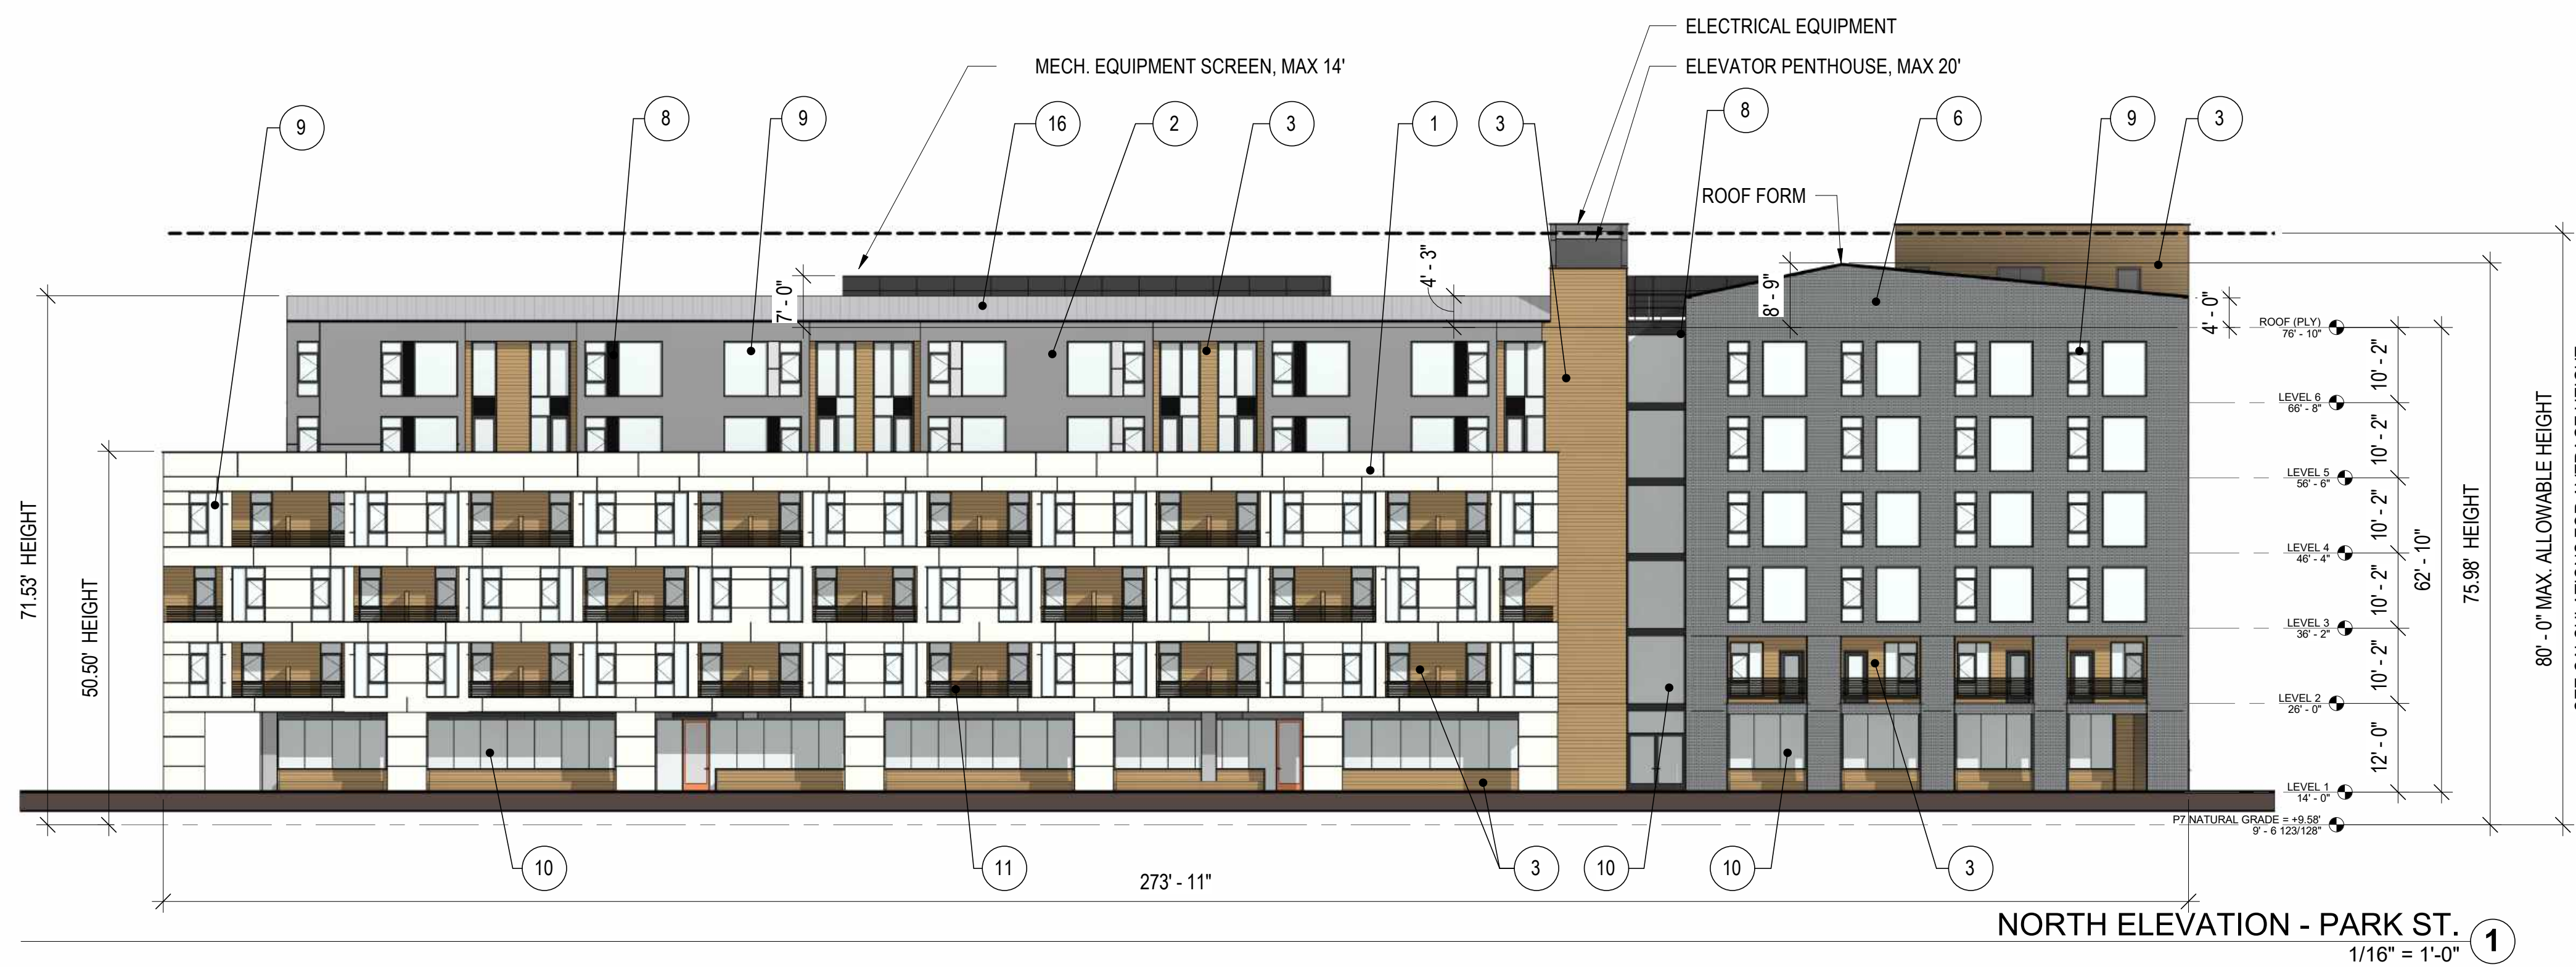 ELECTRICAL EQUIPMENT
MECH. EQUIPMENT SCREEN, MAX 14'
ELEVATOR PENTHOUSE, MAX 20'
9
8
9
16
2
3
1
3
8
6
9
3
ROOF FORM
7' - 0"
4' - 3"
8' - 9"
4' - 0"
ROOF (PLY)
76' - 10"
10' - 2"
LEVEL 6
66' - 8"
10' - 2"
LEVEL 5
56' - 6"
10' - 2"
LEVEL 4
46' - 4"
10' - 2"
LEVEL 3
36' - 2"
10' - 2"
LEVEL 2
26' - 0"
12' - 0"
LEVEL 1
14' - 0"
P7 NATURAL GRADE = +9.58'
9' - 6 123/128"
62' - 10"
75.98' HEIGHT
80' - 0" MAX. ALLOWABLE HEIGHT
71.53' HEIGHT
50.50' HEIGHT
10
11
3
10
10
3
273' - 11"
NORTH ELEVATION - PARK ST.
1
1/16" = 1'-0"